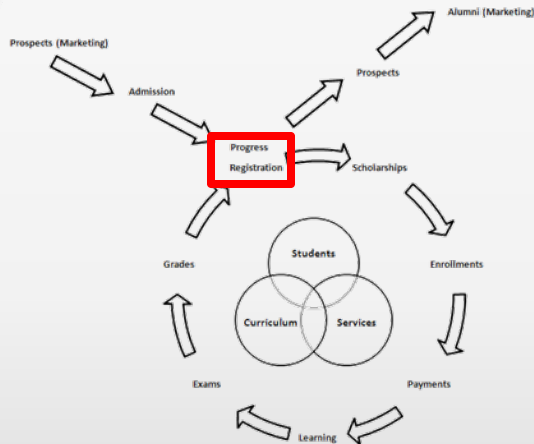 Alumni (Marketing)
Prospects (Marketing)
Prospects
Admission
Progress
Registration
Scholarships
Students
Grades
Enrollments
Curriculum
Services
Exams
Payments
Learning